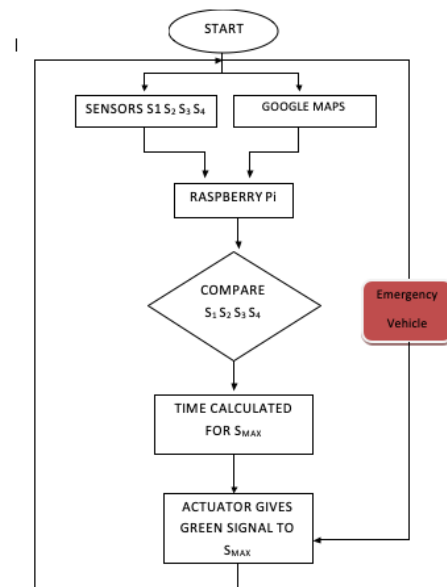 START
SENSORS S1 S₂ S₃ S₄
GOOGLE MAPS
RASPBERRY Pi
COMPARE
S₁ S₂ S₃ S₄
Emergency
Vehicle
TIME CALCULATED
FOR SMAX
ACTUATOR GIVES
GREEN SIGNAL TO
SMAX